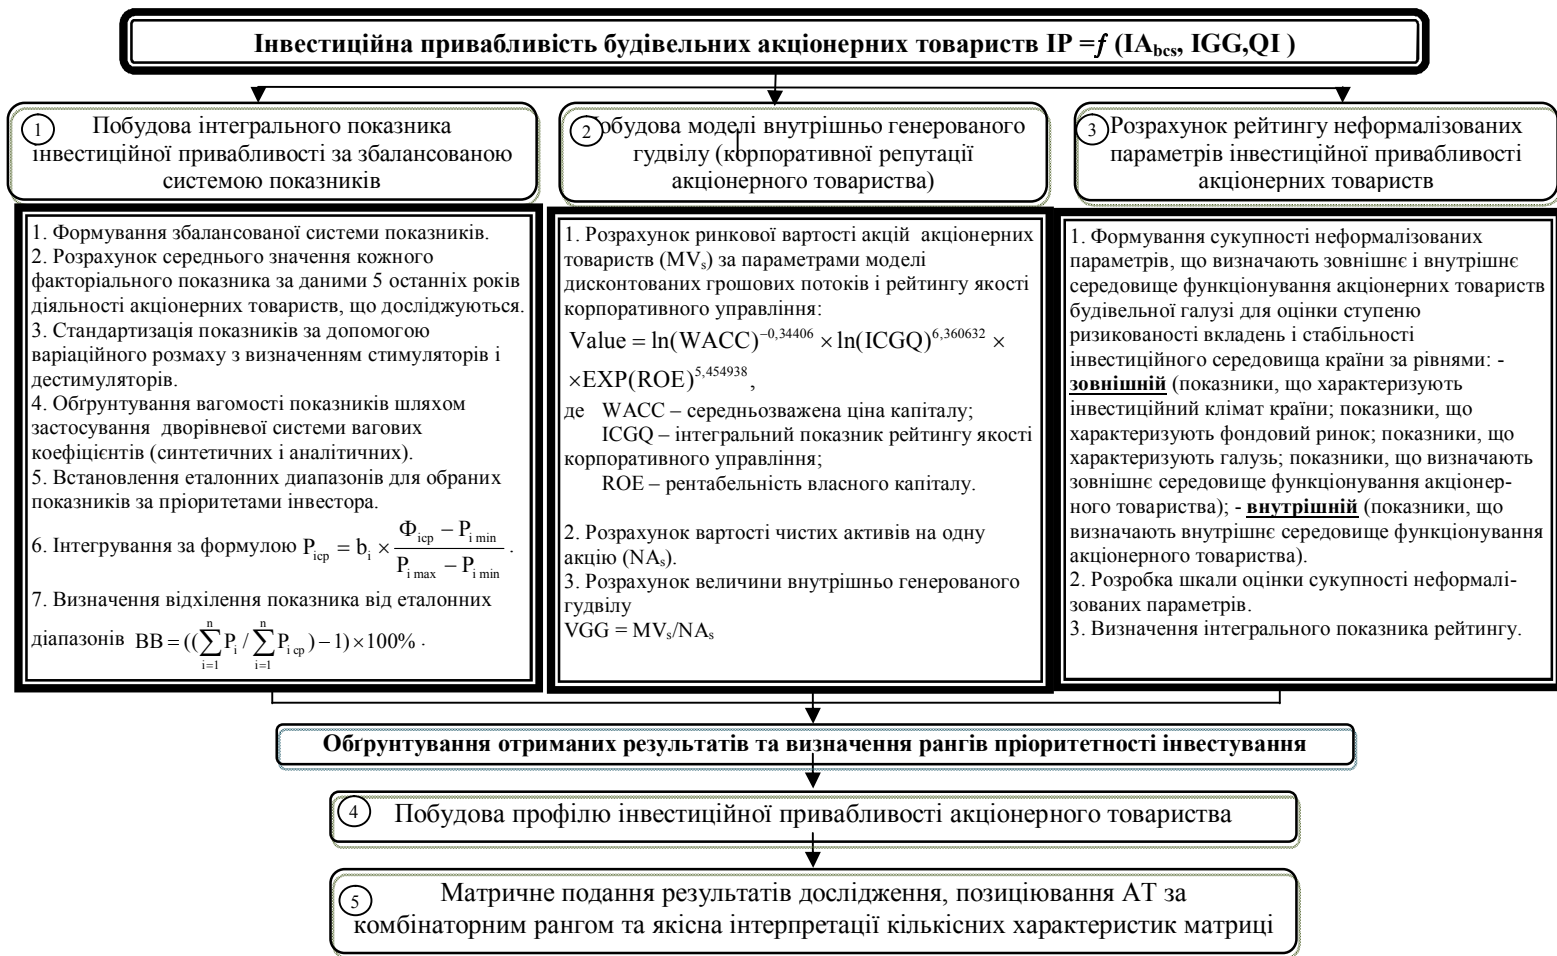 Інвестиційна привабливість будівельних акціонерних товариств IP =f (IAbcs, IGG,QI )
1
Побудова інтегрального показника
інвестиційної привабливості за збалансованою
системою показників
2
Побудова моделі внутрішньо генерованого
гудвілу (корпоративної репутації
акціонерного товариства)
3
Розрахунок рейтингу неформалізованих
параметрів інвестиційної привабливості
акціонерних товариств
1. Формування збалансованої системи показників.
2. Розрахунок середнього значення кожного
факторіального показника за даними 5 останніх років
діяльності акціонерних товариств, що досліджуються.
3. Стандартизація показників за допомогою
варіаційного розмаху з визначенням стимуляторів і
дестимуляторів.
4. Обґрунтування вагомості показників шляхом
застосування дворівневої системи вагових
коефіцієнтів (синтетичних і аналітичних).
5. Встановлення еталонних діапазонів для обраних
показників за пріоритетами інвестора.
6. Інтегрування за формулою P_icp = b_i × (Ф_icp − P_i min) / (P_i max − P_i min) .
7. Визначення відхілення показника від еталонних
діапазонів BB = ((∑_{i=1}^{n} P_i / ∑_{i=1}^{n} P_i cp) − 1) × 100% .
1. Розрахунок ринкової вартості акцій акціонерних
товариств (MVs) за параметрами моделі
дисконтованих грошових потоків і рейтингу якості
корпоративного управління:
Value = ln(WACC)^−0,34406 × ln(ICGQ)^6,360632 ×
×EXP(ROE)^5,454938,
де WACC – середньозважена ціна капіталу;
ICGQ – інтегральний показник рейтингу якості
корпоративного управління;
ROE – рентабельність власного капіталу.
2. Розрахунок вартості чистих активів на одну
акцію (NAs).
3. Розрахунок величини внутрішньо генерованого
гудвілу
VGG = MVs/NAs
1. Формування сукупності неформалізованих
параметрів, що визначають зовнішнє і внутрішнє
середовище функціонування акціонерних товариств
будівельної галузі для оцінки ступеню
ризикованості вкладень і стабільності
інвестиційного середовища країни за рівнями: -
зовнішній (показники, що характеризують
інвестиційний клімат країни; показники, що
характеризують фондовий ринок; показники, що
характеризують галузь; показники, що визначають
зовнішнє середовище функціонування акціонер-
ного товариства); - внутрішній (показники, що
визначають внутрішнє середовище функціонування
акціонерного товариства).
2. Розробка шкали оцінки сукупності неформалі-
зованих параметрів.
3. Визначення інтегрального показника рейтингу.
Обґрунтування отриманих результатів та визначення рангів пріоритетності інвестування
4
Побудова профілю інвестиційної привабливості акціонерного товариства
5
Матричне подання результатів дослідження, позиціювання АТ за
комбінаторним рангом та якісна інтерпретації кількісних характеристик матриці